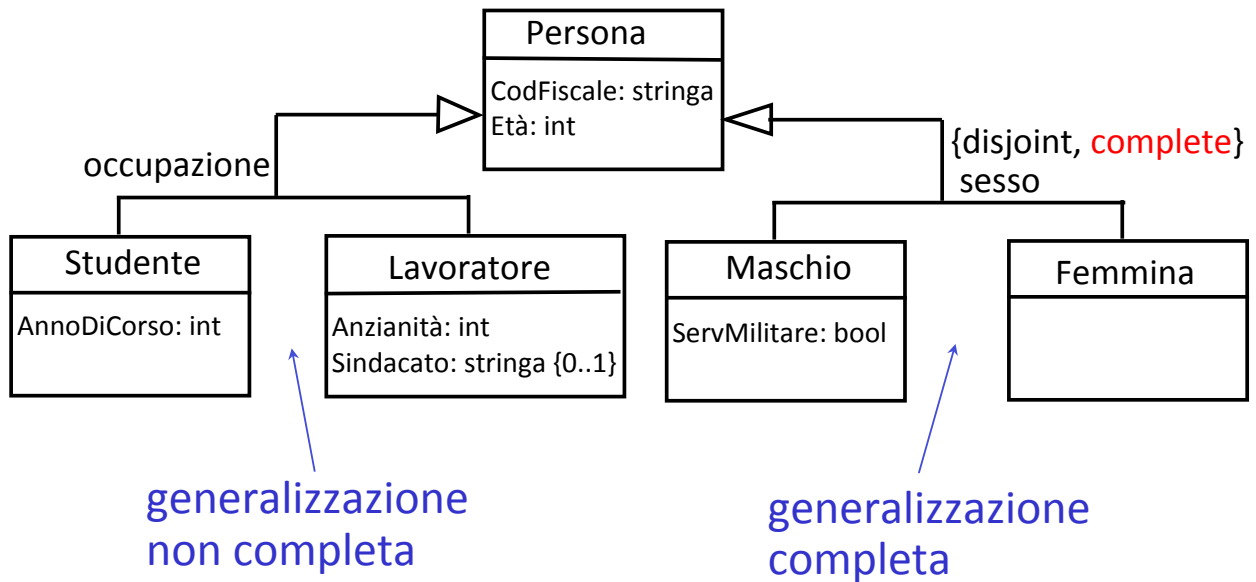 Persona
CodFiscale: stringa
Età: int
occupazione
{disjoint, complete}
sesso
Studente
AnnoDiCorso: int
Lavoratore
Anzianità: int
Sindacato: stringa {0..1}
Maschio
ServMilitare: bool
Femmina
generalizzazione
non completa
generalizzazione
completa